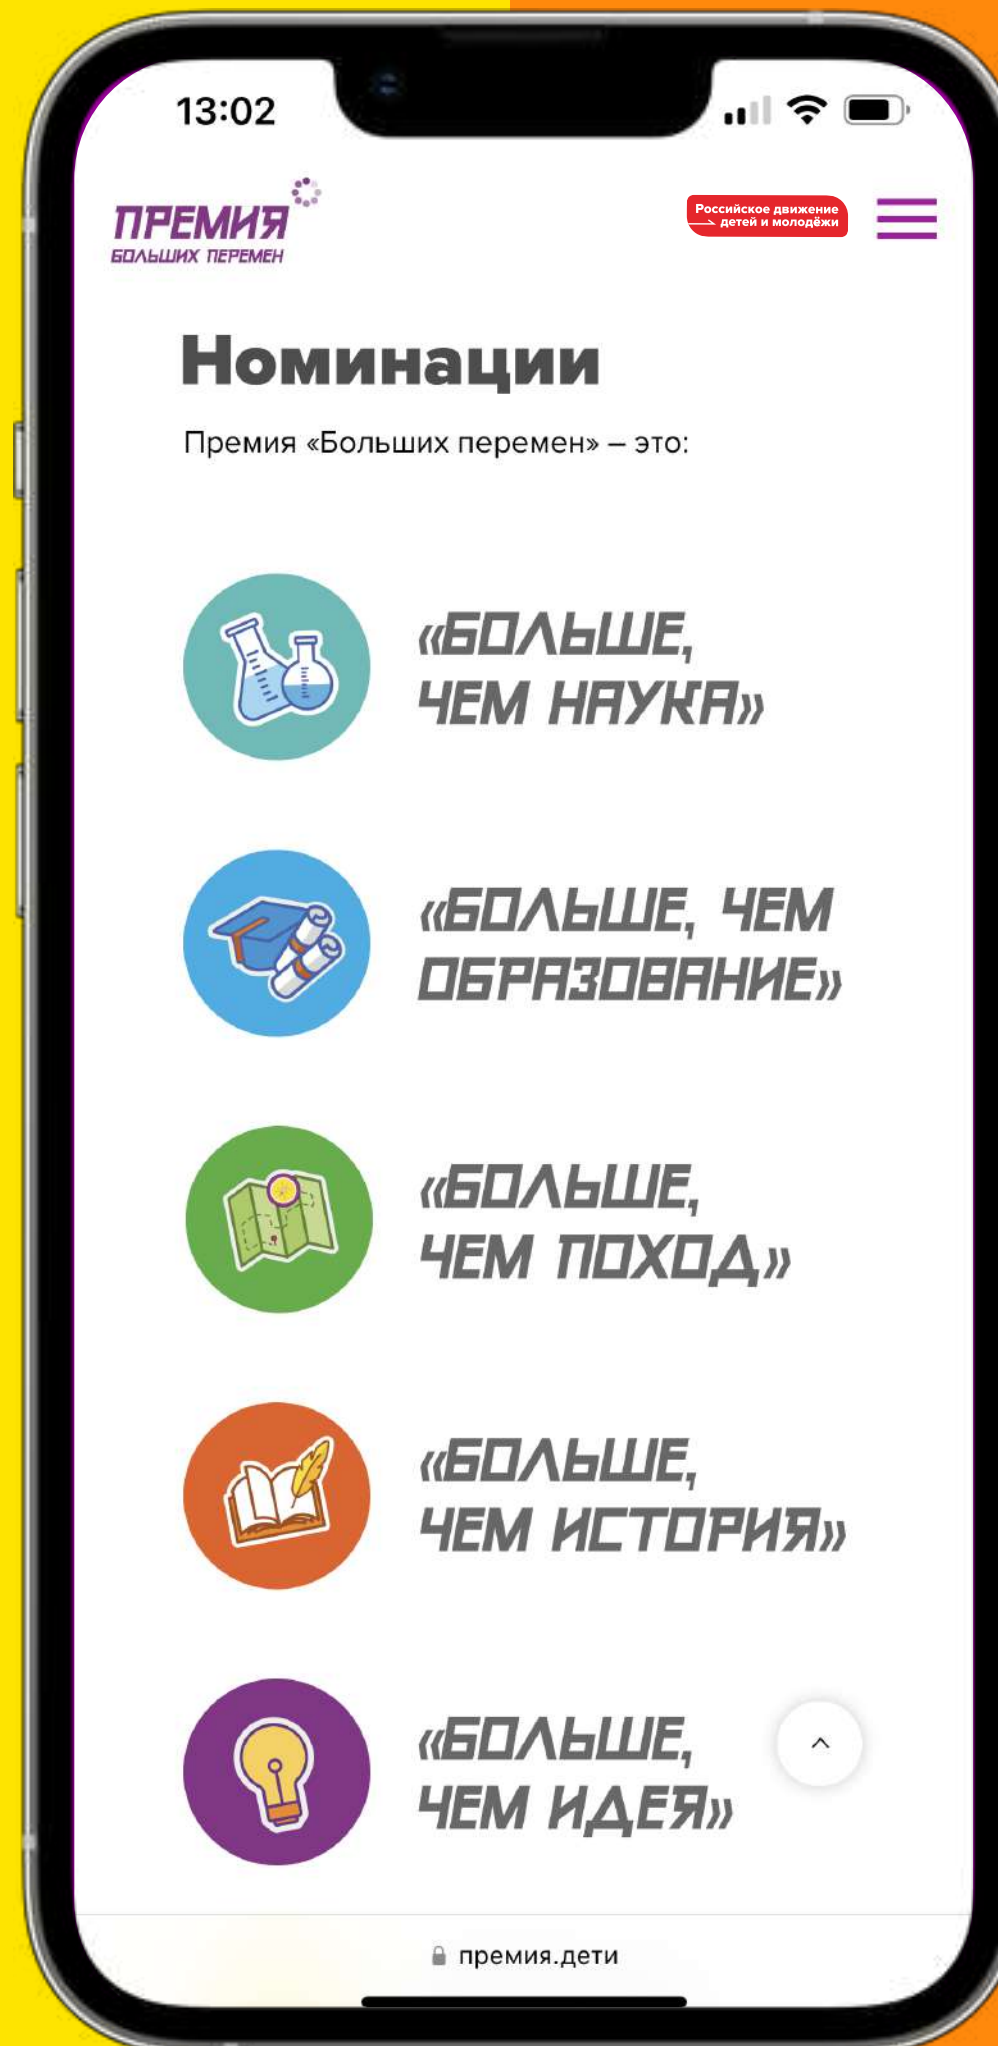 13:02
ПРЕМИЯ
БОЛЬШИХ ПЕРЕМЕН
Российское движение
детей и молодёжи
Номинации
Премия «Больших перемен» – это:
«БОЛЬШЕ,
ЧЕМ НАУКА»
«БОЛЬШЕ, ЧЕМ
ОБРАЗОВАНИЕ»
«БОЛЬШЕ,
ЧЕМ ПОХОД»
«БОЛЬШЕ,
ЧЕМ ИСТОРИЯ»
«БОЛЬШЕ,
ЧЕМ ИДЕЯ»
премия.дети